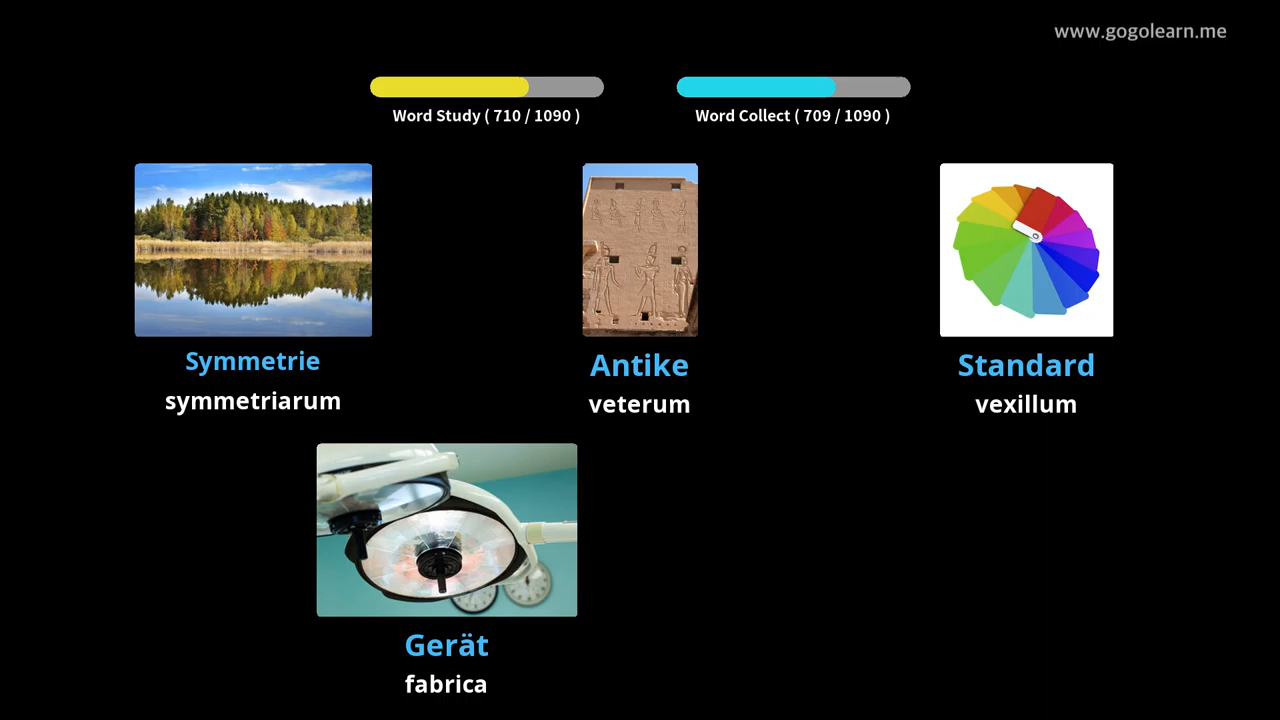 www.gogolearn.me
Word Study ( 710 / 1090 )
Word Collect ( 709 / 1090 )
Symmetrie
symmetriarum
Antike
veterum
Standard
vexillum
Gerät
fabrica